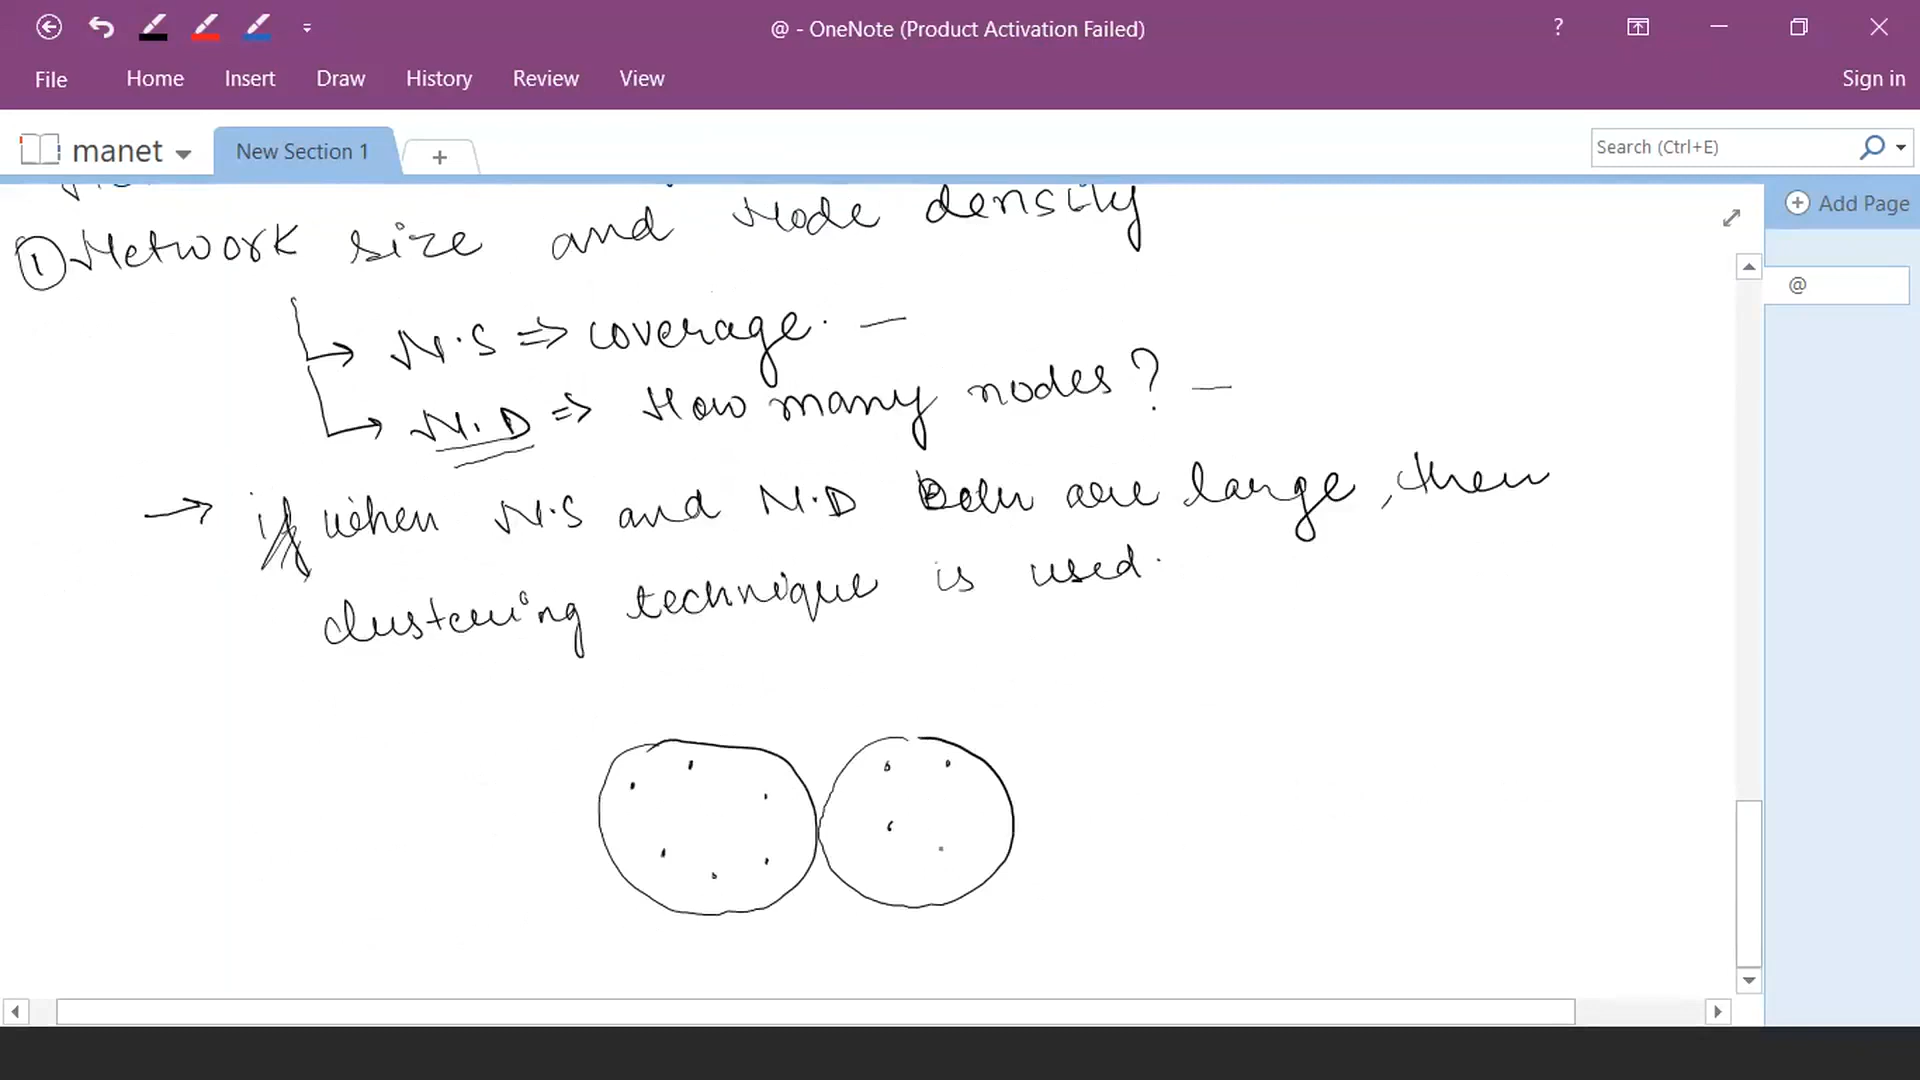 @ - OneNote (Product Activation Failed)
?
File Home Insert Draw History Review View
Sign in
manet
New Section 1
+
Search (Ctrl+E)
Add Page
@
① Network size and Node density
→ N.S ⇒ coverage. —
→ N.D ⇒ How many nodes? —
→ if when N.S and N.D Both are large, then
clustering technique is used.